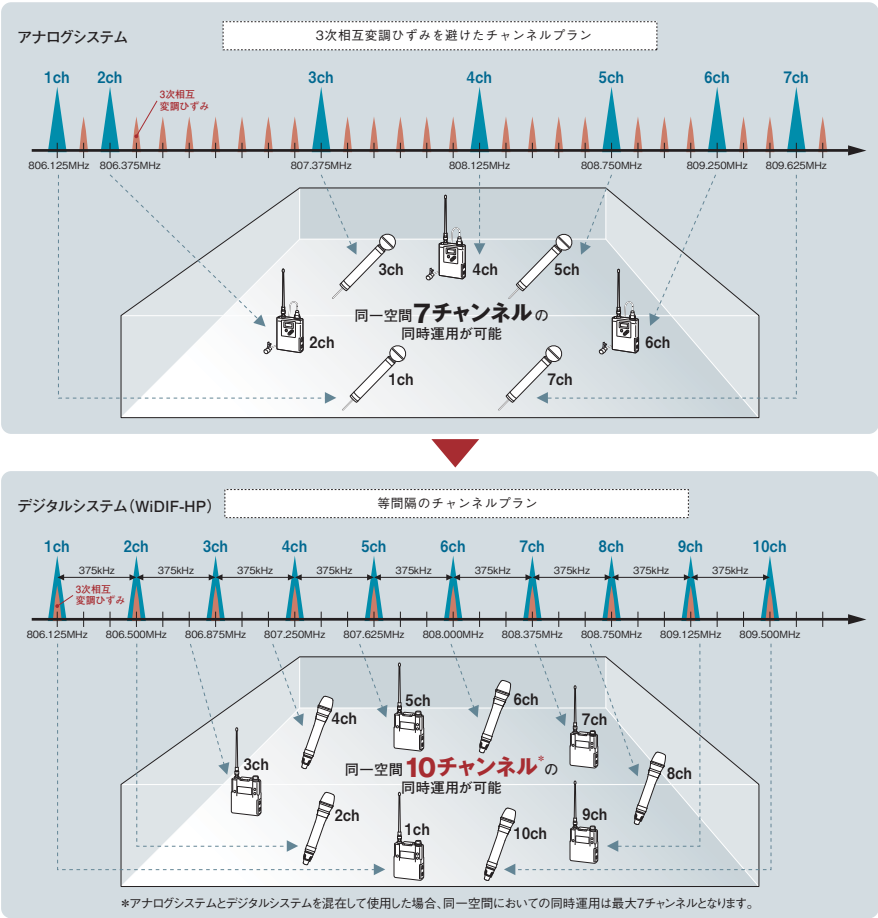 アナログシステム
3次相互変調ひずみを避けたチャンネルプラン
1ch 2ch 3ch 4ch 5ch 6ch 7ch
3次相互
変調ひずみ
806.125MHz 806.375MHz 807.375MHz 808.125MHz 808.750MHz 809.250MHz 809.625MHz
3ch 4ch 5ch
同一空間7チャンネルの
同時運用が可能
2ch 6ch
1ch 7ch
デジタルシステム(WiDIF-HP)
等間隔のチャンネルプラン
1ch 2ch 3ch 4ch 5ch 6ch 7ch 8ch 9ch 10ch
375kHz 375kHz 375kHz 375kHz 375kHz 375kHz 375kHz 375kHz 375kHz
3次相互
変調ひずみ
806.125MHz 806.500MHz 806.875MHz 807.250MHz 807.625MHz 808.000MHz 808.375MHz 808.750MHz 809.125MHz 809.500MHz
4ch 5ch 6ch 7ch
3ch 8ch
同一空間10チャンネル*の
同時運用が可能
2ch 1ch 10ch 9ch
*アナログシステムとデジタルシステムを混在して使用した場合、同一空間においての同時運用は最大7チャンネルとなります。